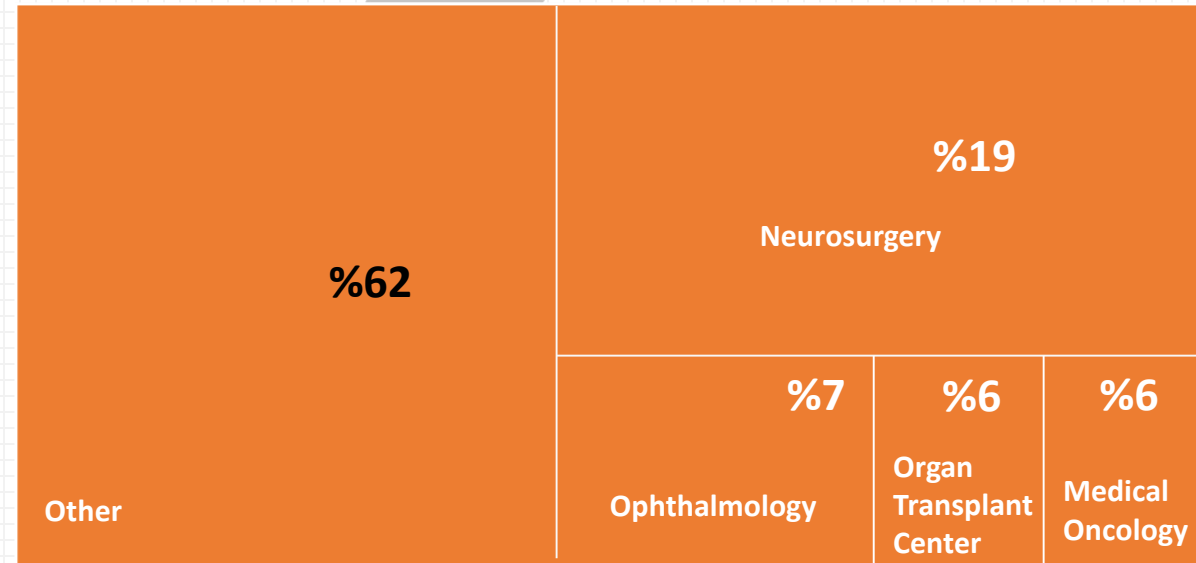 %62
Other
%19
Neurosurgery
%7
Ophthalmology
%6
Organ
Transplant
Center
%6
Medical
Oncology